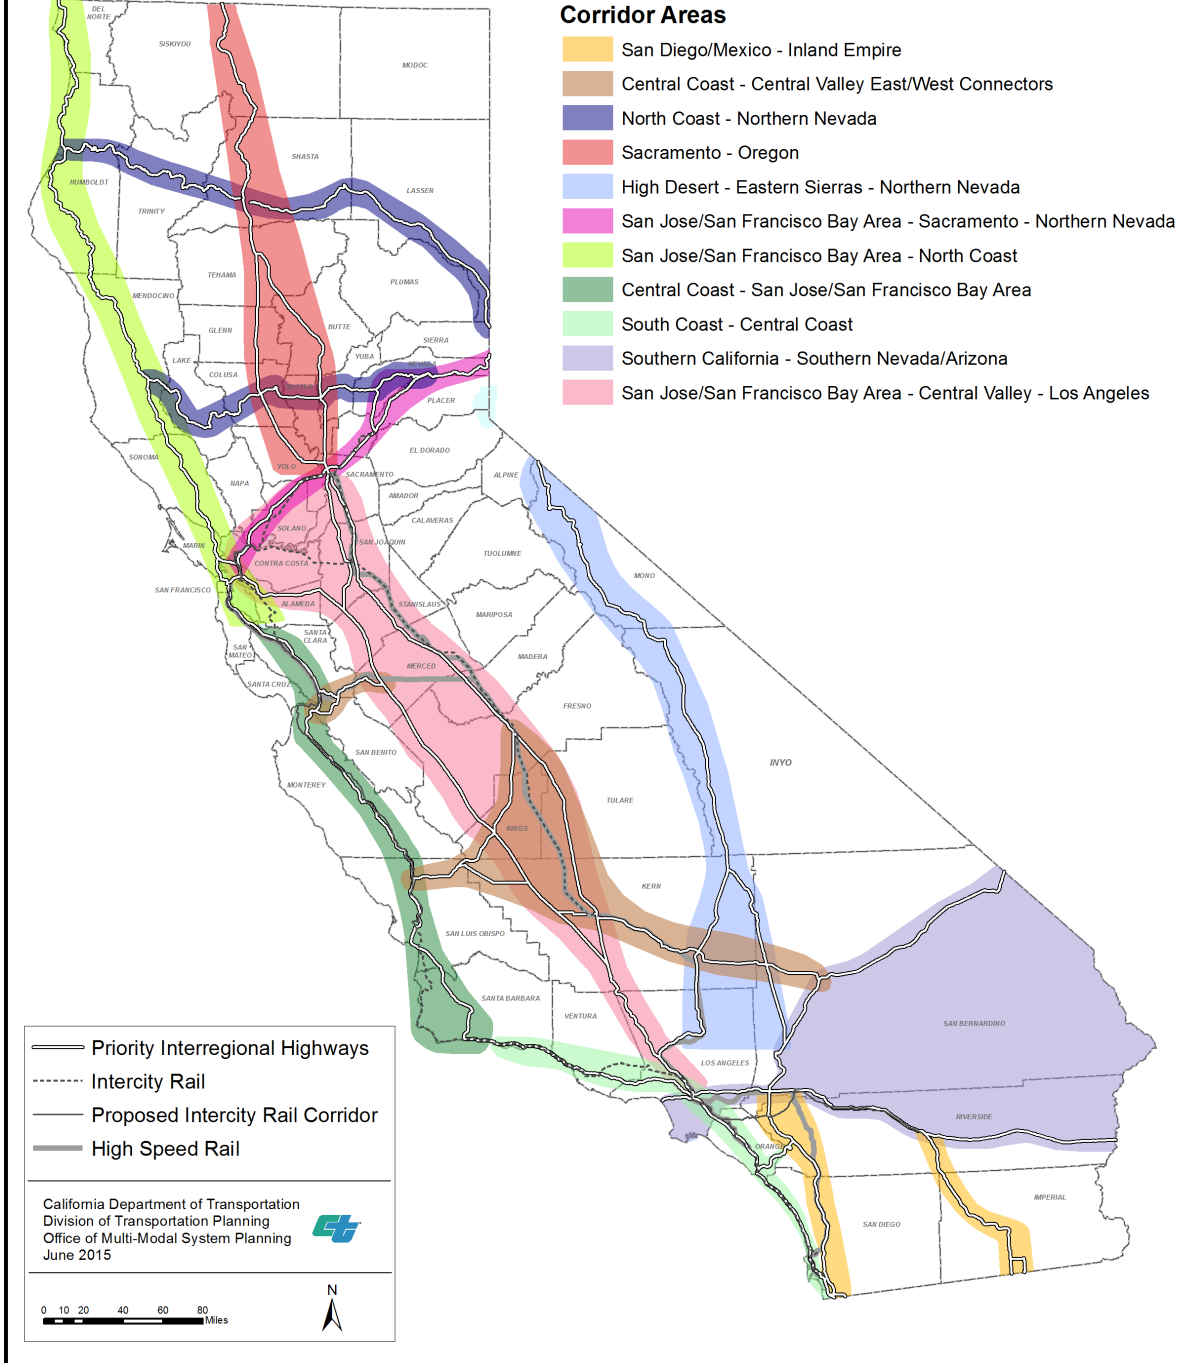 Corridor Areas
San Diego/Mexico - Inland Empire
Central Coast - Central Valley East/West Connectors
North Coast - Northern Nevada
Sacramento - Oregon
High Desert - Eastern Sierras - Northern Nevada
San Jose/San Francisco Bay Area - Sacramento - Northern Nevada
San Jose/San Francisco Bay Area - North Coast
Central Coast - San Jose/San Francisco Bay Area
South Coast - Central Coast
Southern California - Southern Nevada/Arizona
San Jose/San Francisco Bay Area - Central Valley - Los Angeles
DEL
NORTE
SISKIYOU
MODOC
SHASTA
LASSEN
HUMBOLDT
TRINITY
TEHAMA
PLUMAS
MENDOCINO
GLENN
BUTTE
SIERRA
YUBA
LAKE
NEVADA
COLUSA
SUTTER
PLACER
EL DORADO
SONOMA
YOLO
NAPA
SACRAMENTO
ALPINE
AMADOR
CALAVERAS
SOLANO
SAN JOAQUIN
MARIN
TUOLUMNE
CONTRA COSTA
MONO
SAN FRANCISCO
ALAMEDA
STANISLAUS
MARIPOSA
SANTA
CLARA
SAN
MATEO
MADERA
MERCED
SANTA CRUZ
FRESNO
SAN BENITO
INYO
MONTEREY
TULARE
KINGS
KERN
SAN LUIS OBISPO
SANTA BARBARA
VENTURA
SAN BERNARDINO
LOS ANGELES
RIVERSIDE
ORANGE
IMPERIAL
SAN DIEGO
Priority Interregional Highways
Intercity Rail
Proposed Intercity Rail Corridor
High Speed Rail
California Department of Transportation
Division of Transportation Planning
Office of Multi-Modal System Planning
June 2015
ct
N
0 10 20 40 60 80
Miles